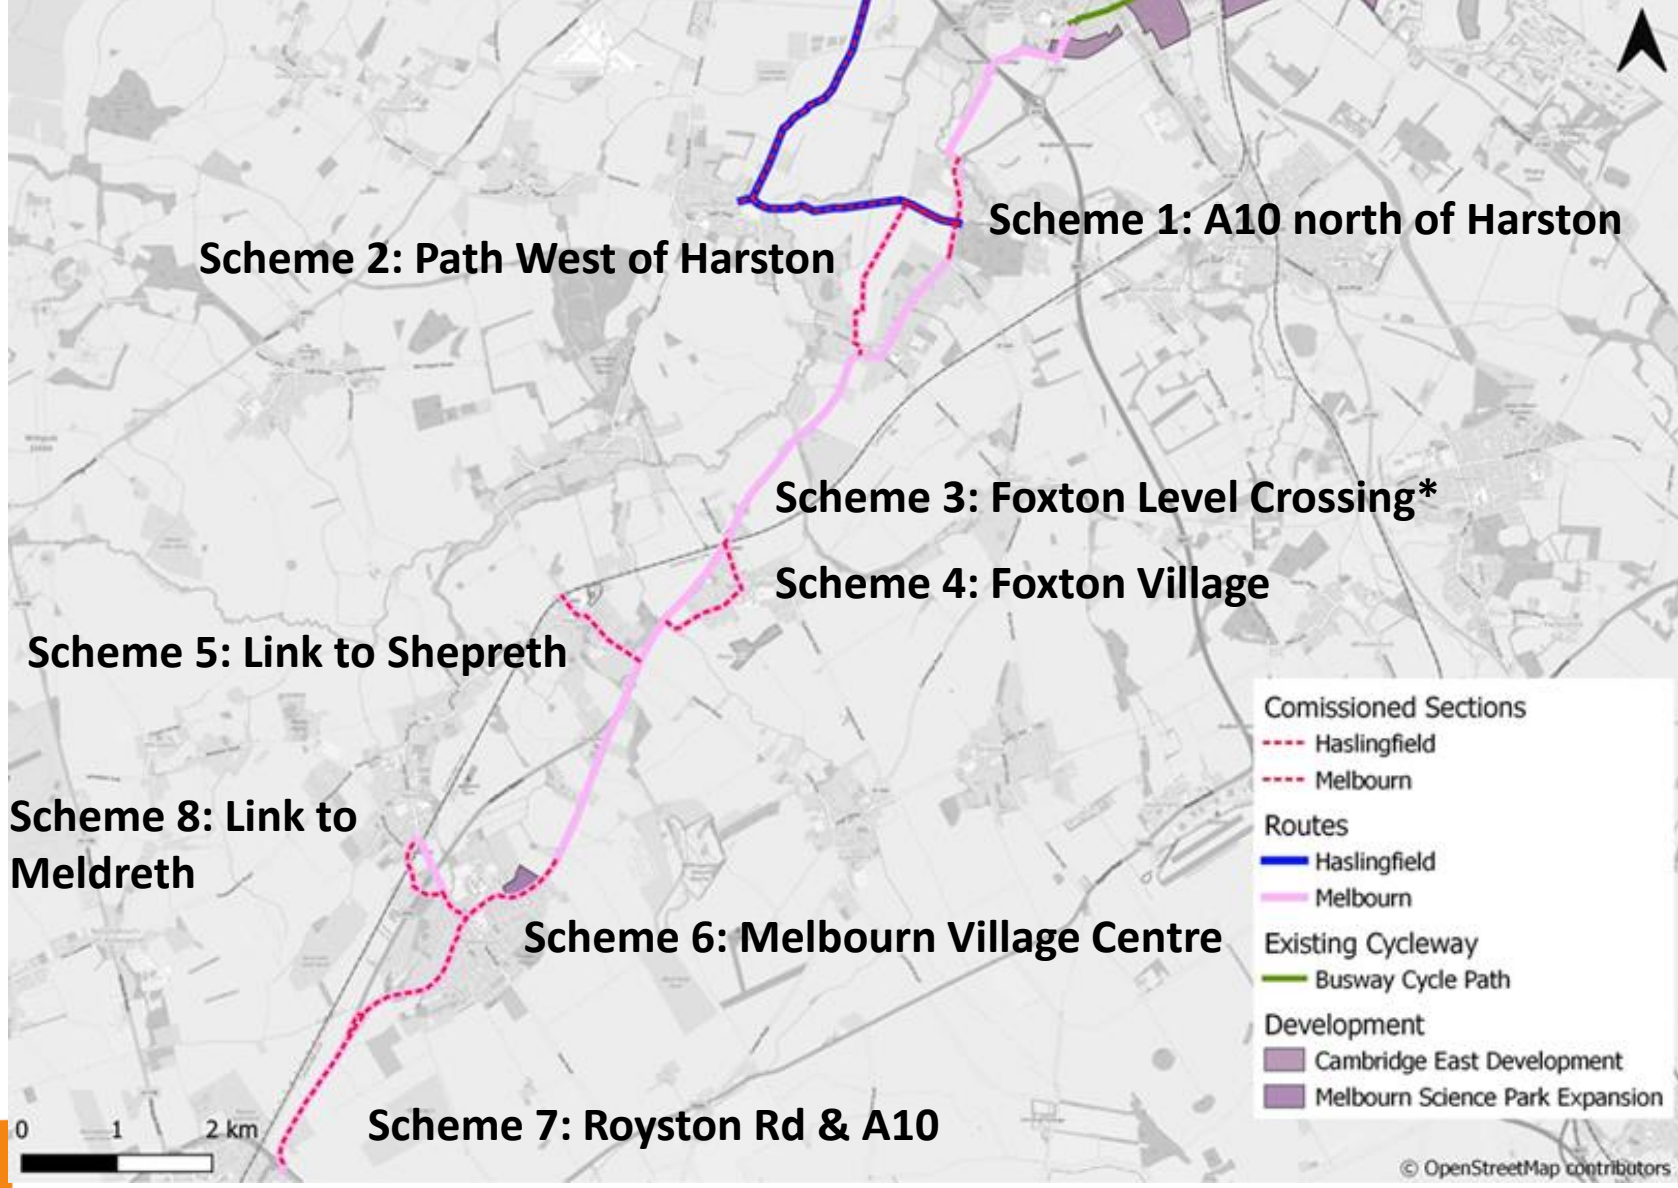 Scheme 1: A10 north of Harston
Scheme 2: Path West of Harston
Scheme 3: Foxton Level Crossing*
Scheme 4: Foxton Village
Scheme 5: Link to Shepreth
Scheme 8: Link to
Meldreth
Scheme 6: Melbourn Village Centre
Scheme 7: Royston Rd & A10
Comissioned Sections
Haslingfield
Melbourn
Routes
Haslingfield
Melbourn
Existing Cycleway
Busway Cycle Path
Development
Cambridge East Development
Melbourn Science Park Expansion
0 1 2 km
© OpenStreetMap contributors